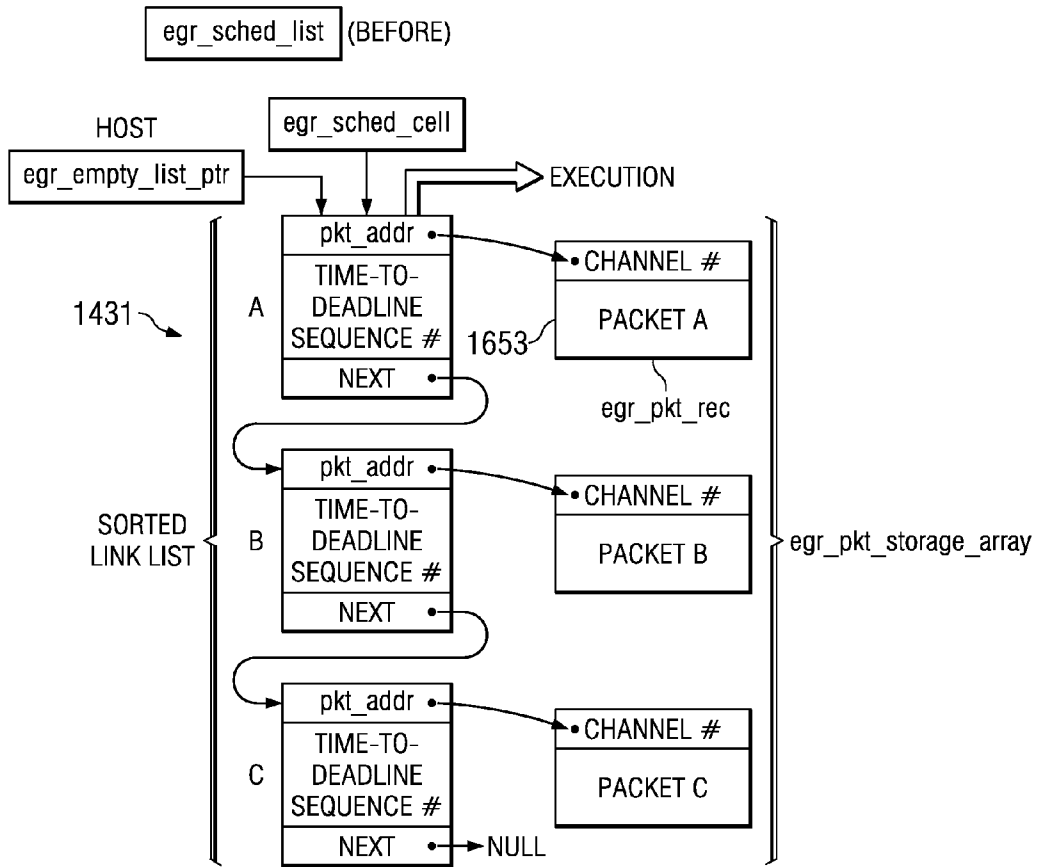 egr_sched_list (BEFORE)
egr_sched_cell
HOST
egr_empty_list_ptr
EXECUTION
pkt_addr
CHANNEL #
A
TIME-TO-
DEADLINE
SEQUENCE #
PACKET A
1431
1653
NEXT
egr_pkt_rec
pkt_addr
CHANNEL #
SORTED
LINK LIST
B
TIME-TO-
DEADLINE
SEQUENCE #
PACKET B
egr_pkt_storage_array
NEXT
pkt_addr
CHANNEL #
C
TIME-TO-
DEADLINE
SEQUENCE #
PACKET C
NEXT
NULL